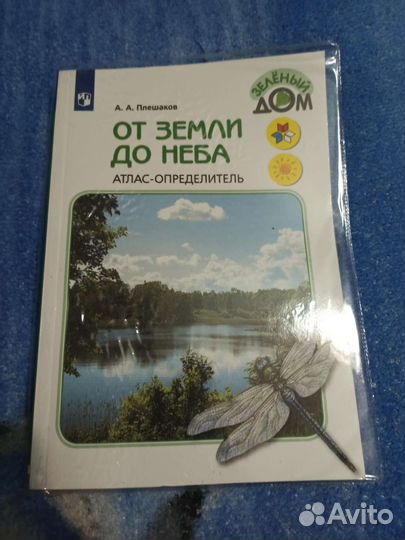 А. А. Плешаков
ЗЕЛЁНЫЙ
ДОМ
ОТ ЗЕМЛИ
ДО НЕБА
АТЛАС-ОПРЕДЕЛИТЕЛЬ
Avito